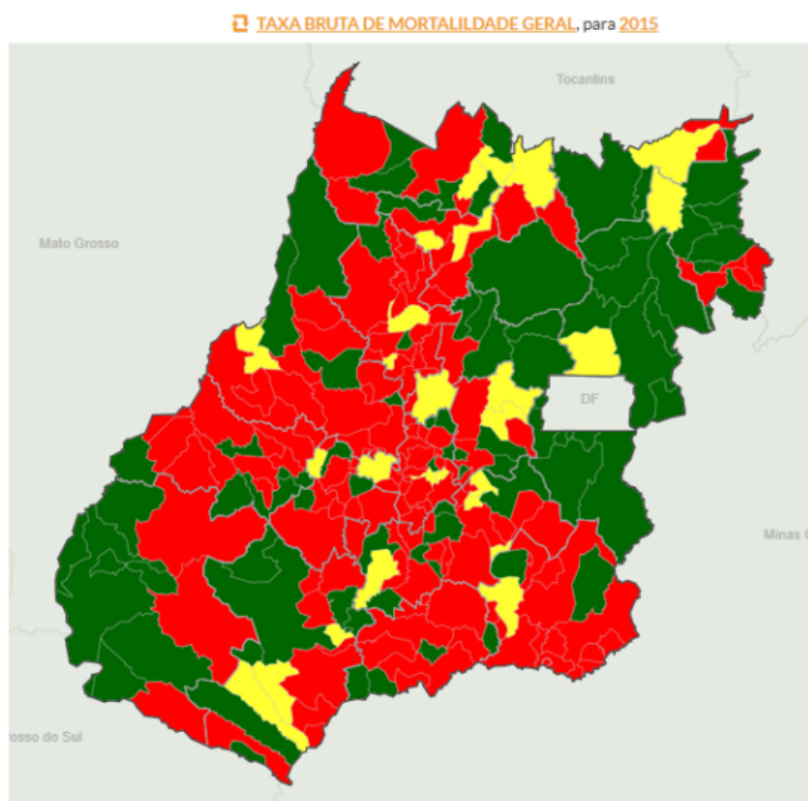 TAXA BRUTA DE MORTALILDADE GERAL, para 2015
Tocantins
Mato Grosso
DF
Minas G
rosso do Sul